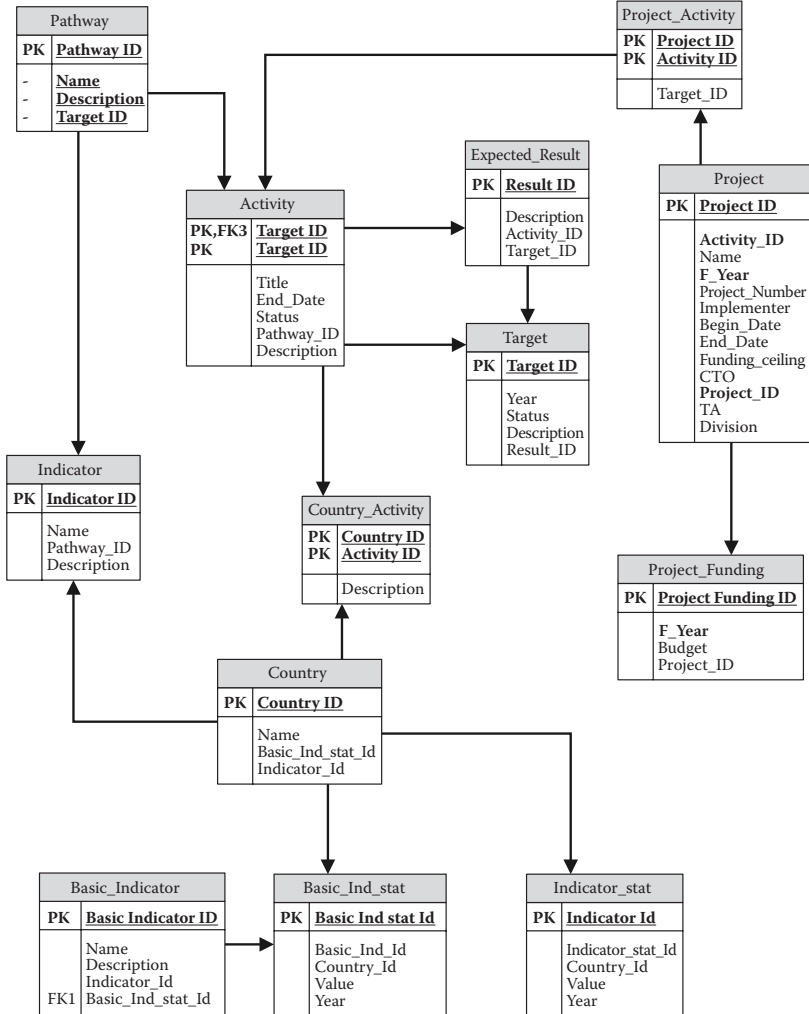 Pathway
PK Pathway ID
- Name
- Description
- Target ID
Project_Activity
PK Project ID
PK Activity ID
Target_ID
Expected_Result
PK Result ID
Description
Activity_ID
Target_ID
Project
PK Project ID
Activity_ID
Name
F_Year
Project_Number
Implementer
Begin_Date
End_Date
Funding_ceiling
CTO
Project_ID
TA
Division
Activity
PK,FK3 Target ID
PK Target ID
Title
End_Date
Status
Pathway_ID
Description
Target
PK Target ID
Year
Status
Description
Result_ID
Indicator
PK Indicator ID
Name
Pathway_ID
Description
Country_Activity
PK Country ID
PK Activity ID
Description
Project_Funding
PK Project Funding ID
F_Year
Budget
Project_ID
Country
PK Country ID
Name
Basic_Ind_stat_Id
Indicator_Id
Basic_Indicator
PK Basic Indicator ID
Name
Description
Indicator_Id
FK1 Basic_Ind_stat_Id
Basic_Ind_stat
PK Basic Ind stat Id
Basic_Ind_Id
Country_Id
Value
Year
Indicator_stat
PK Indicator Id
Indicator_stat_Id
Country_Id
Value
Year